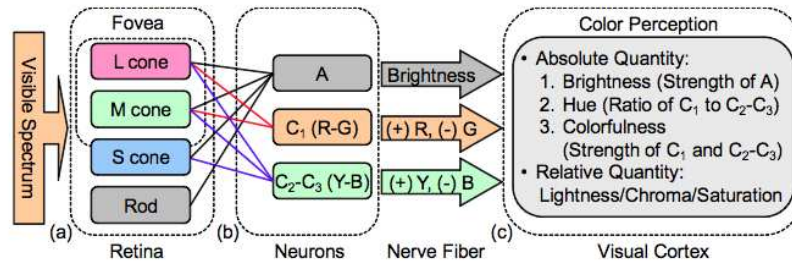 Fovea
Color Perception
Visible Spectrum
L cone
M cone
S cone
Rod
A
C₁ (R-G)
C₂-C₃ (Y-B)
Brightness
(+) R, (-) G
(+) Y, (-) B
• Absolute Quantity:
1. Brightness (Strength of A)
2. Hue (Ratio of C₁ to C₂-C₃)
3. Colorfulness
(Strength of C₁ and C₂-C₃)
• Relative Quantity:
Lightness/Chroma/Saturation
(a)
(b)
(c)
Retina
Neurons
Nerve Fiber
Visual Cortex